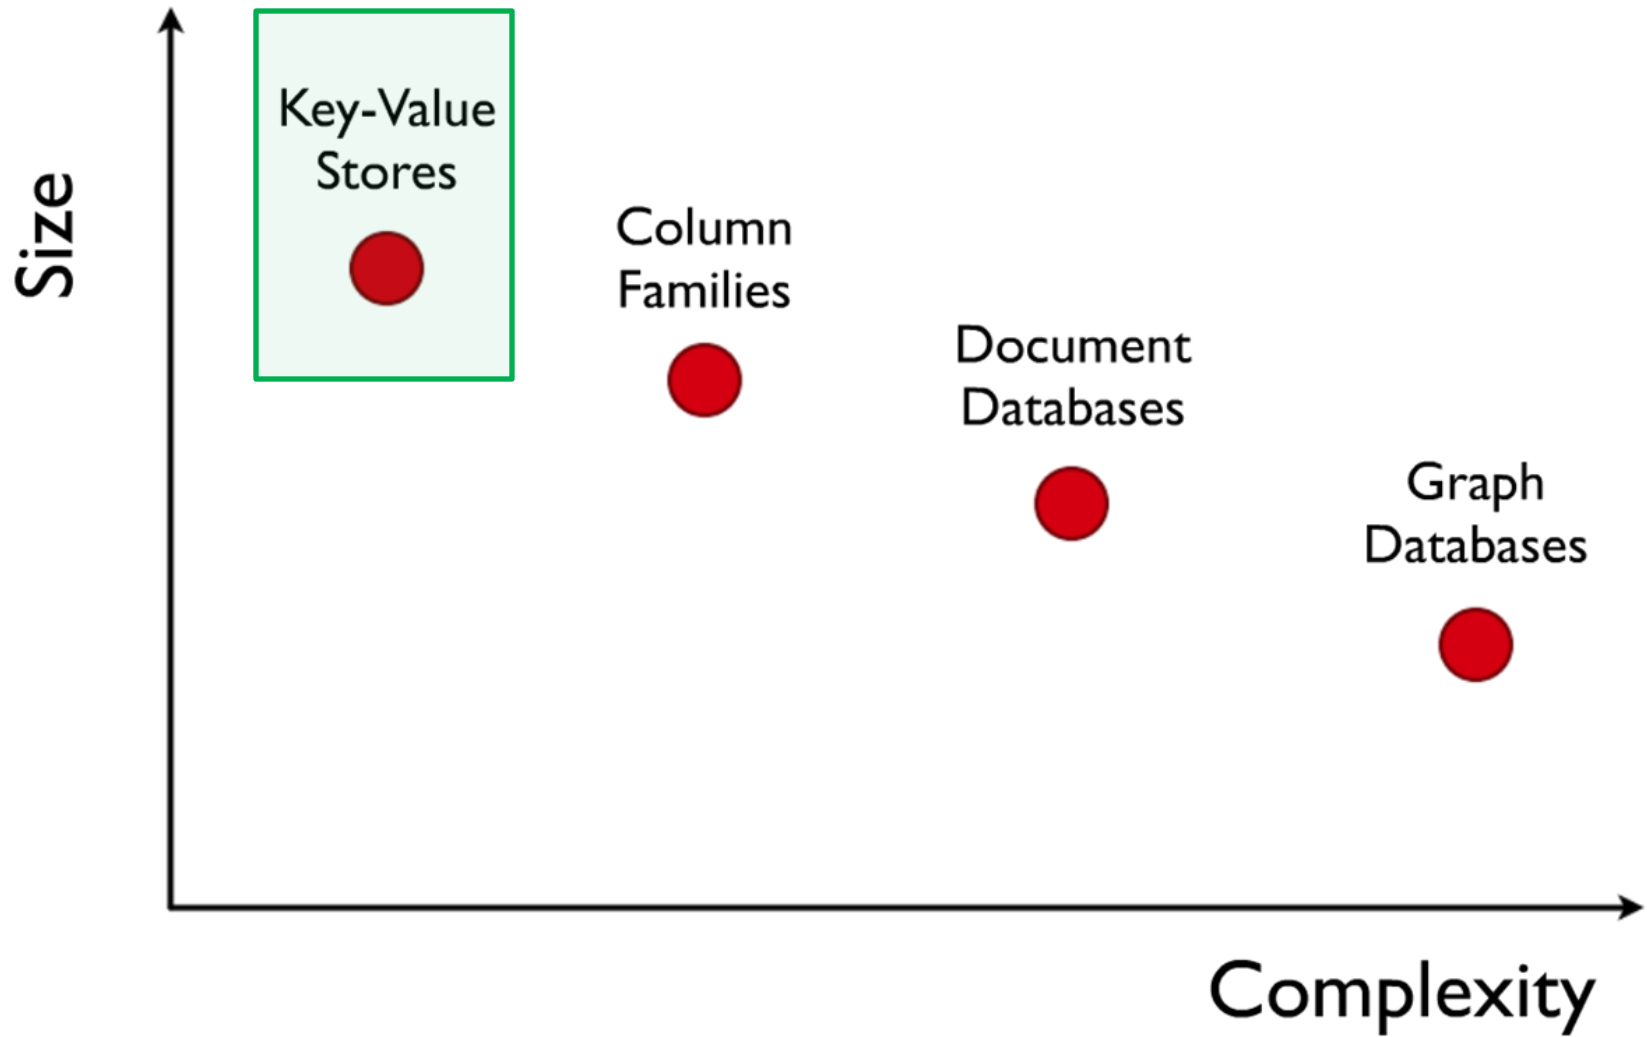 Size
Key-Value
Stores
Column
Families
Document
Databases
Graph
Databases
Complexity